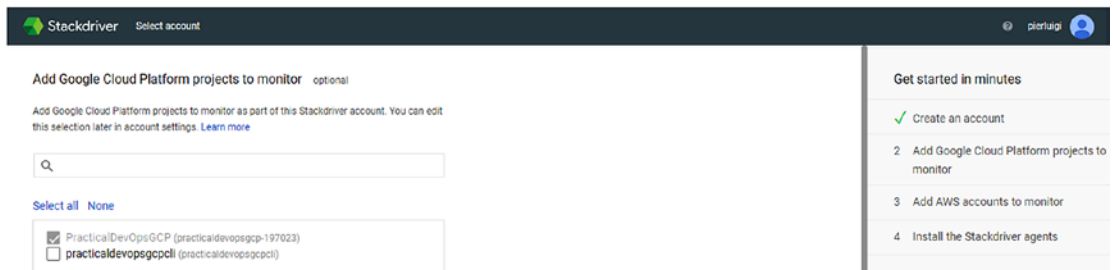 Stackdriver Select account pierluigi
Add Google Cloud Platform projects to monitor optional
Add Google Cloud Platform projects to monitor as part of this Stackdriver account. You can edit
this selection later in account settings. Learn more
Select all None
PracticalDevOpsGCP (practicaldevopsgcp-197023)
practicaldevopsgcpcli (practicaldevopsgcpcli)
Get started in minutes
Create an account
2 Add Google Cloud Platform projects to
monitor
3 Add AWS accounts to monitor
4 Install the Stackdriver agents